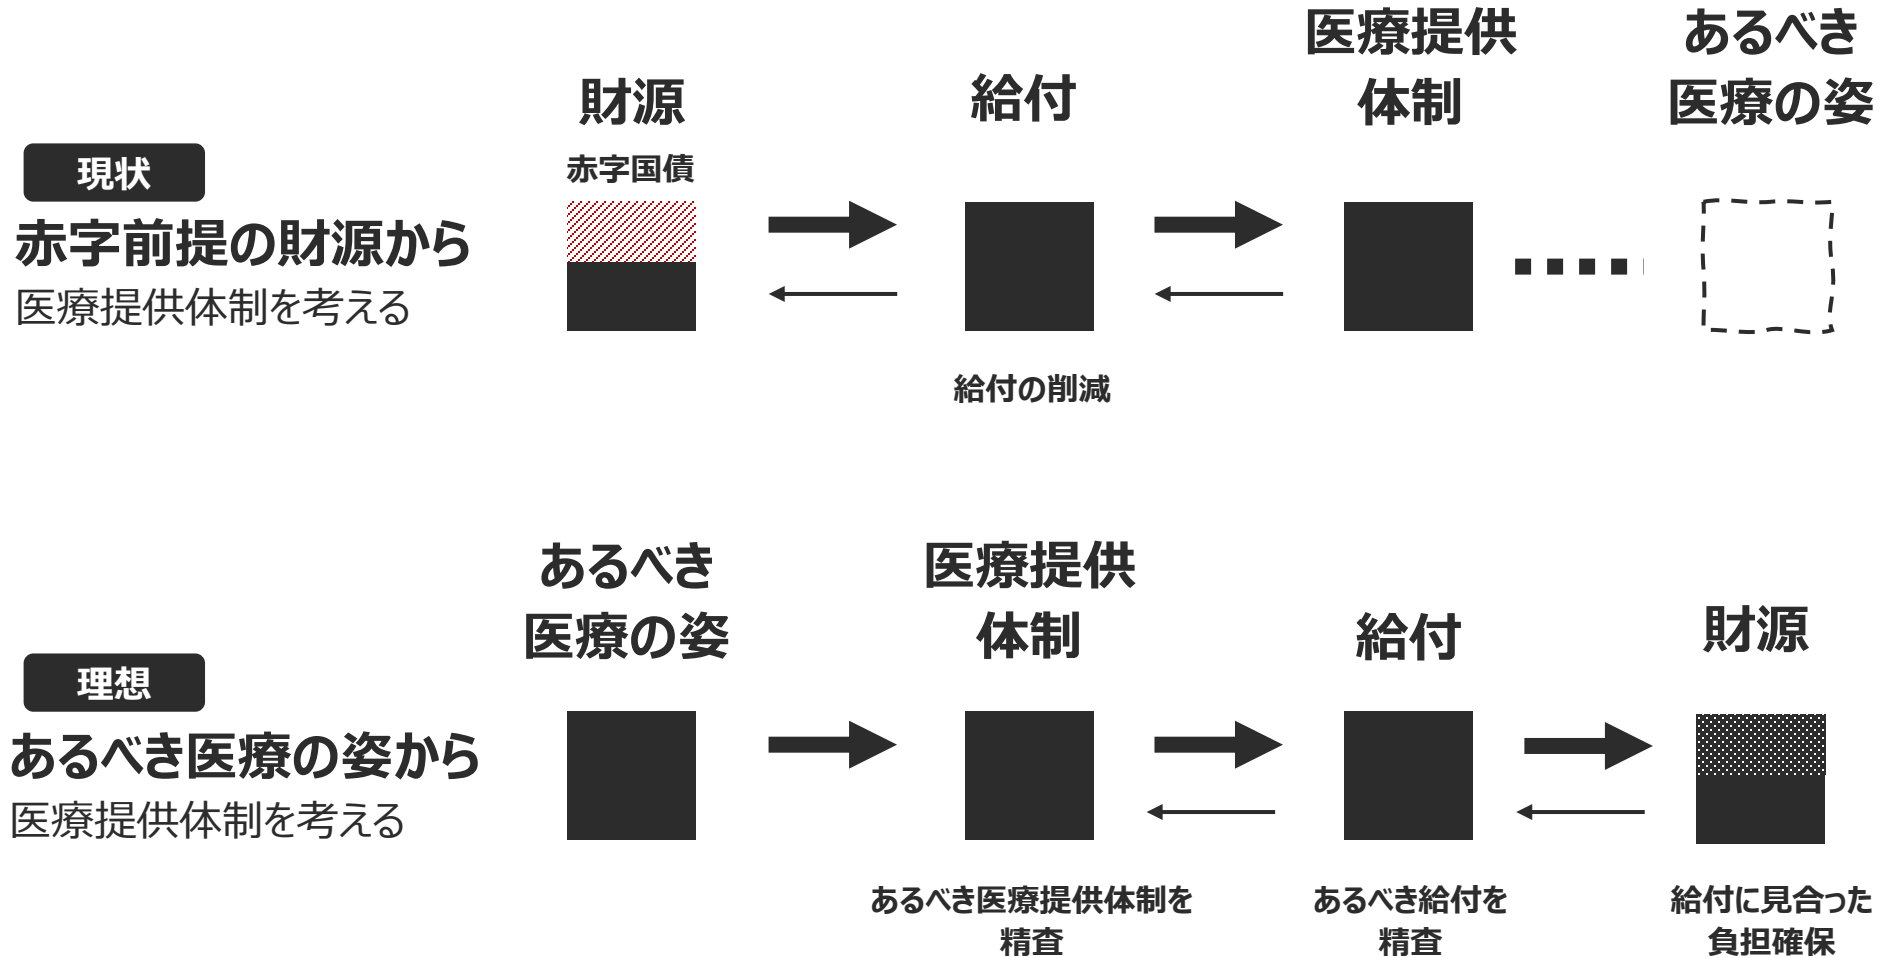 医療提供
体制
あるべき
医療の姿
財源
給付
現状
赤字国債
赤字前提の財源から
医療提供体制を考える
給付の削減
あるべき
医療の姿
医療提供
体制
給付
財源
理想
あるべき医療の姿から
医療提供体制を考える
あるべき医療提供体制を
精査
あるべき給付を
精査
給付に見合った
負担確保